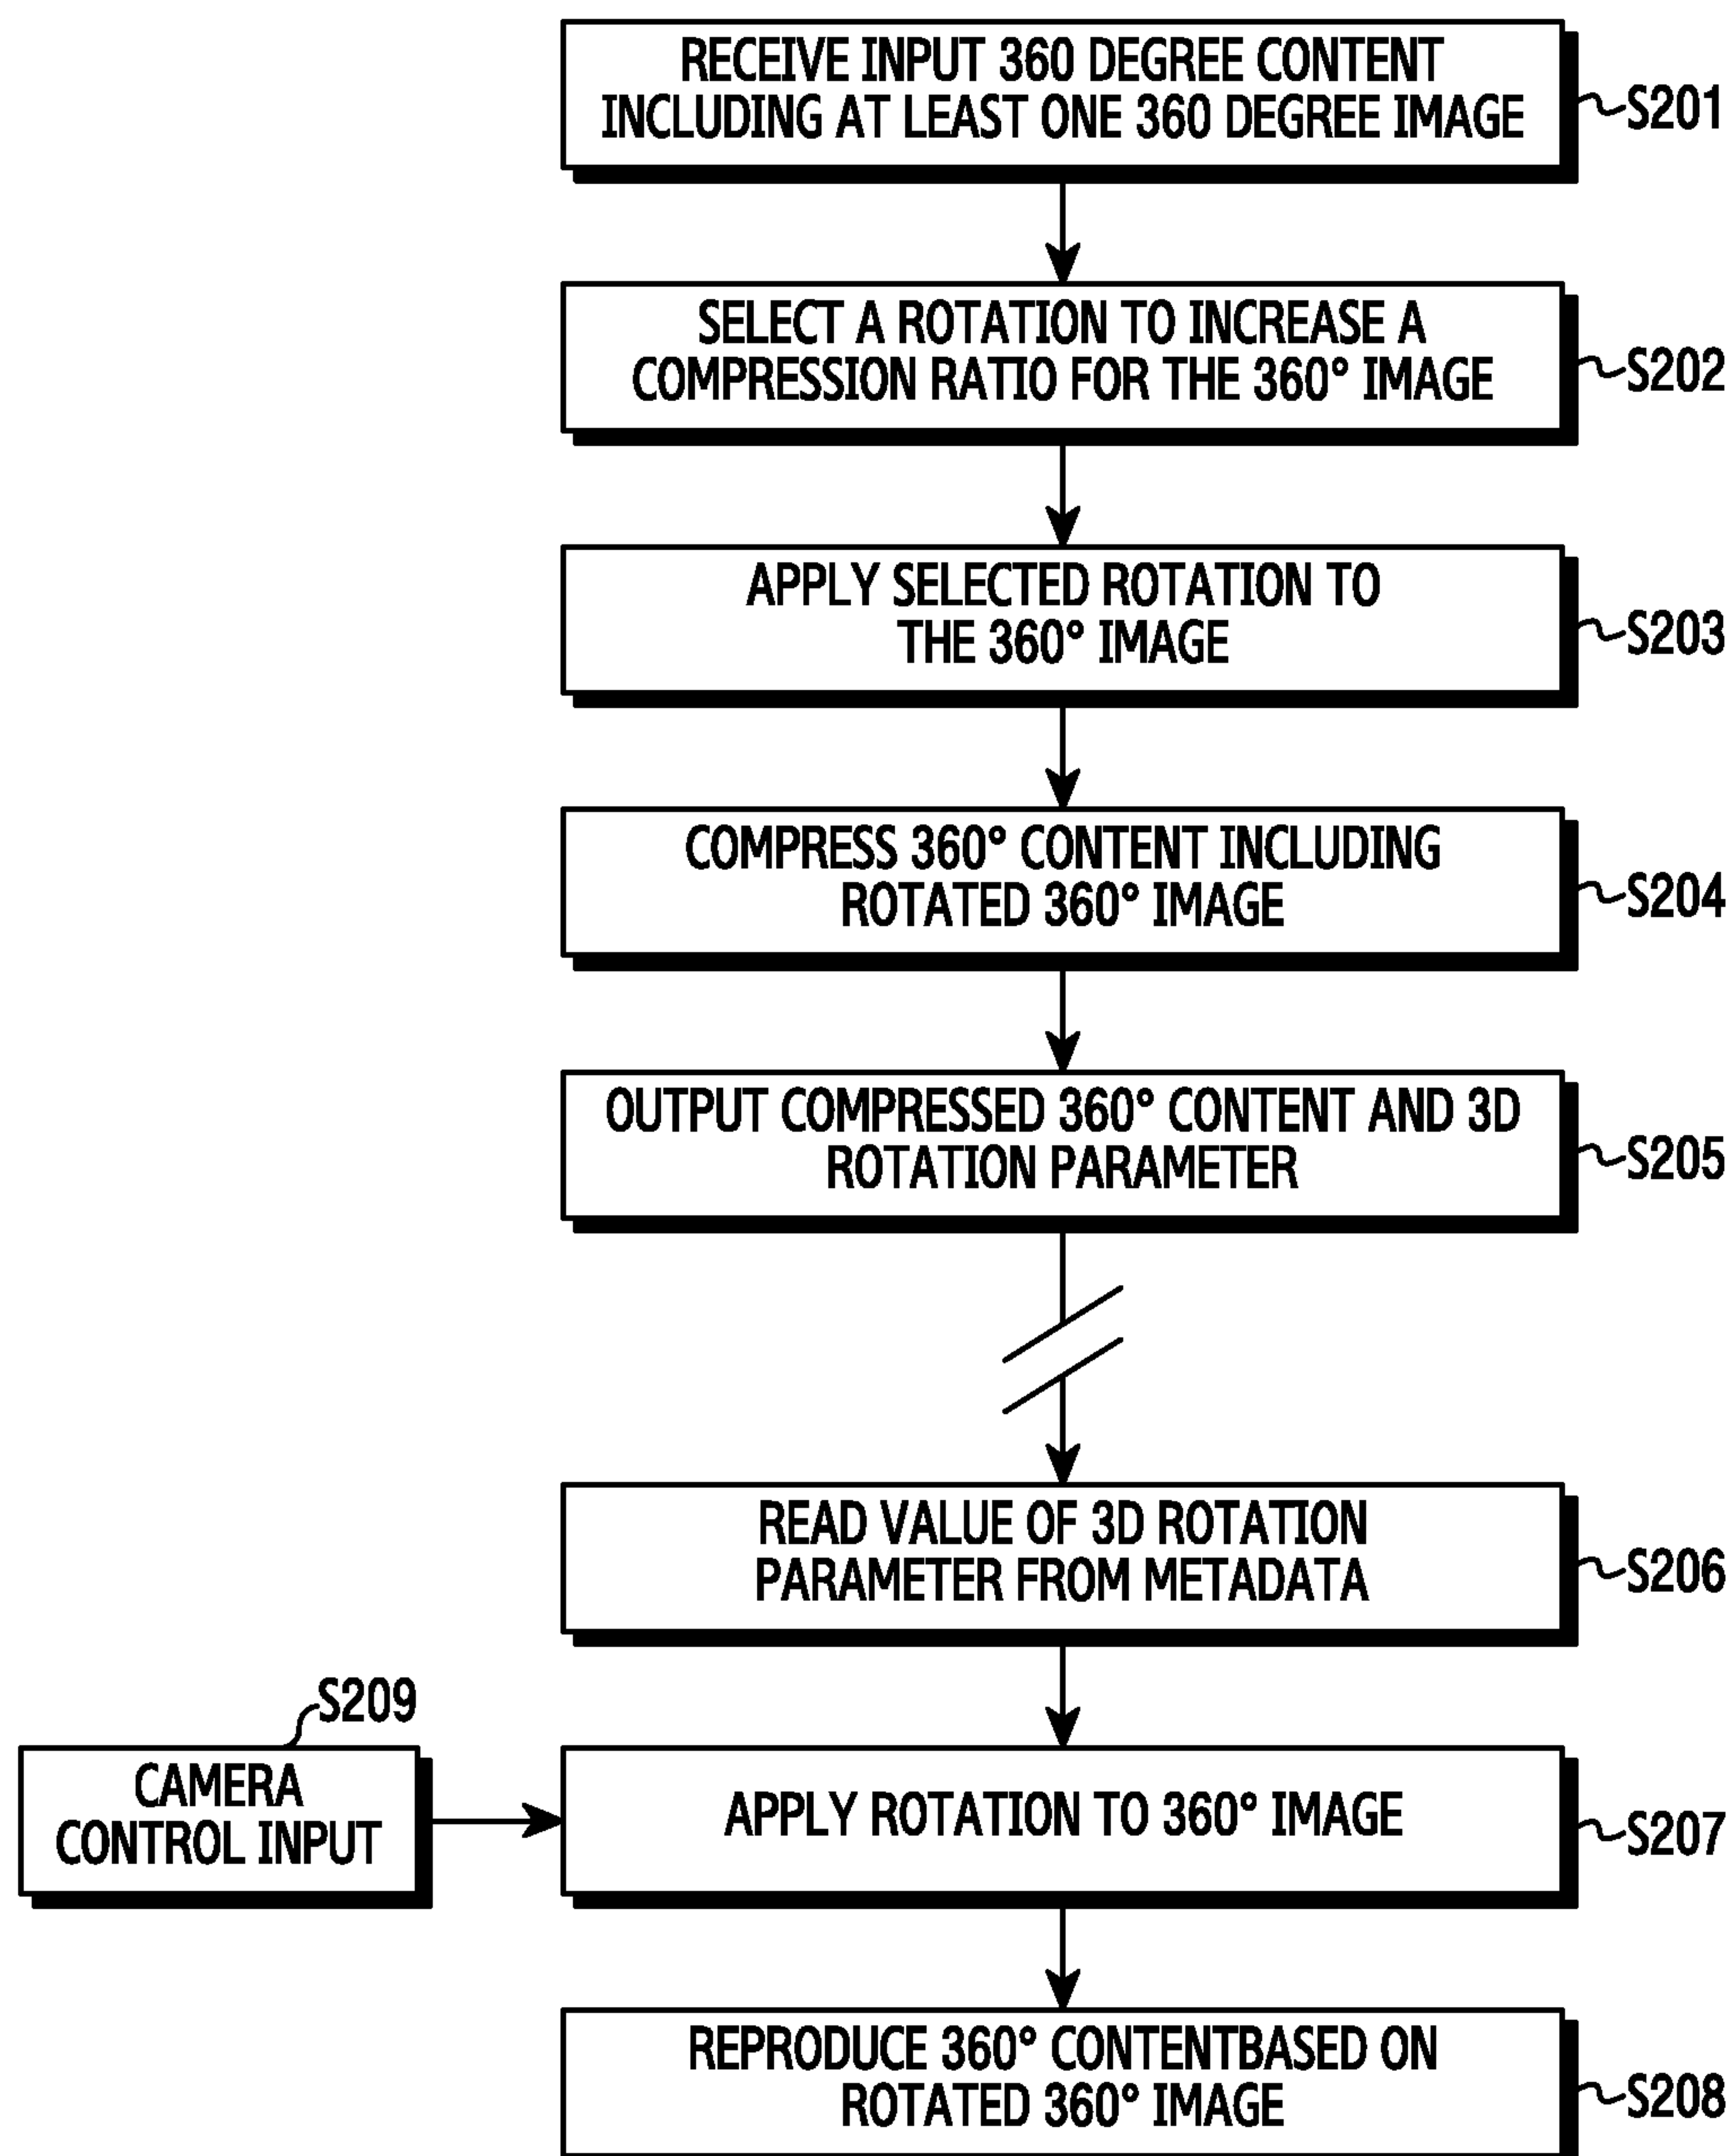 RECEIVE INPUT 360 DEGREE CONTENT
INCLUDING AT LEAST ONE 360 DEGREE IMAGE
S201
SELECT A ROTATION TO INCREASE A
COMPRESSION RATIO FOR THE 360° IMAGE
S202
APPLY SELECTED ROTATION TO
THE 360° IMAGE
S203
COMPRESS 360° CONTENT INCLUDING
ROTATED 360° IMAGE
S204
OUTPUT COMPRESSED 360° CONTENT AND 3D
ROTATION PARAMETER
S205
READ VALUE OF 3D ROTATION
PARAMETER FROM METADATA
S206
S209
CAMERA
CONTROL INPUT
APPLY ROTATION TO 360° IMAGE
S207
REPRODUCE 360° CONTENTBASED ON
ROTATED 360° IMAGE
S208